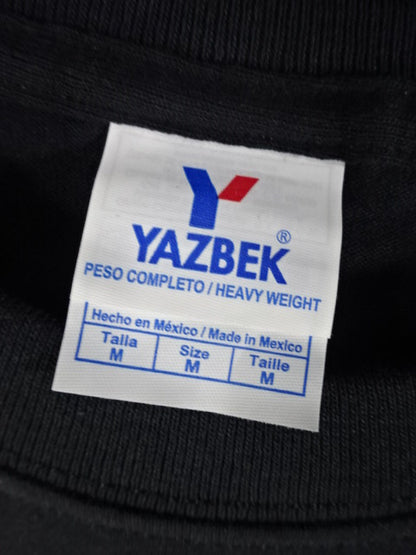 YAZBEK®
PESO COMPLETO / HEAVY WEIGHT
Hecho en México / Made in Mexico
Talla Size Taille
M M M